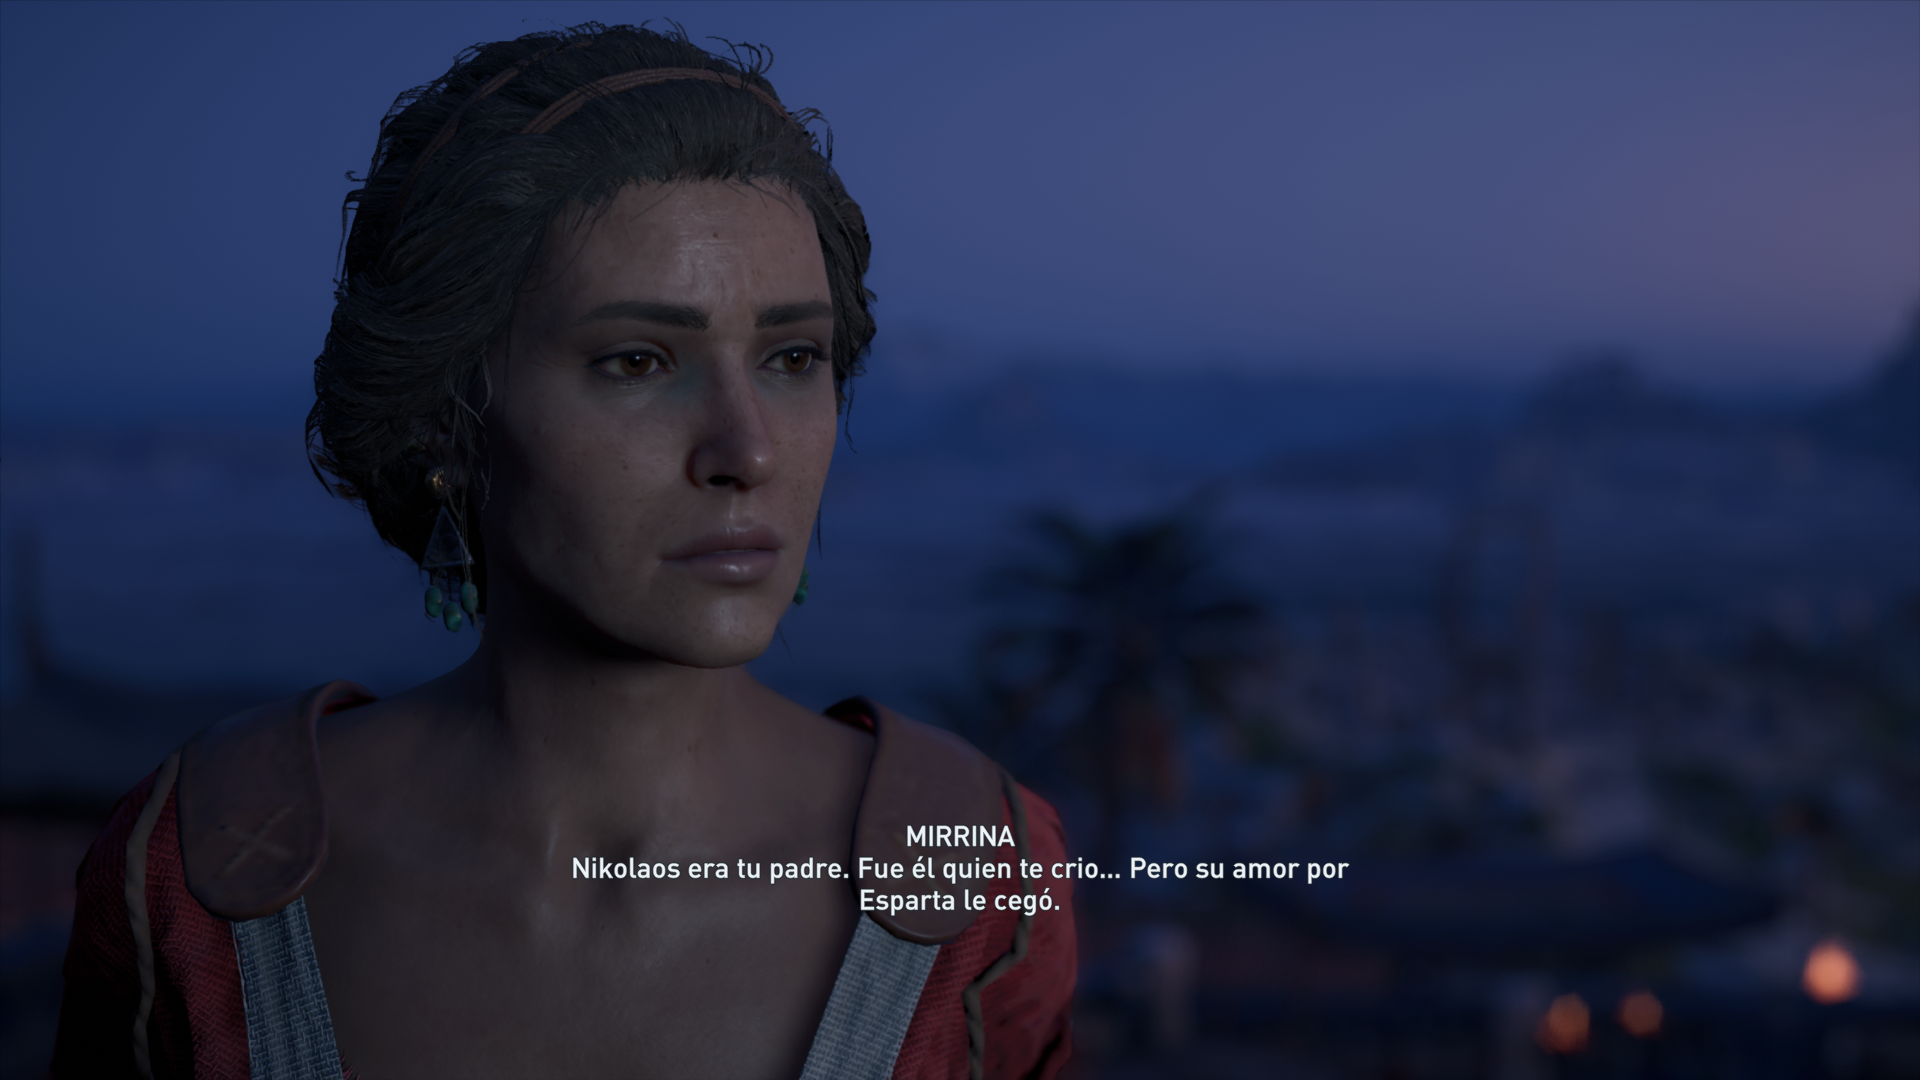 MIRRINA
Nikolaos era tu padre. Fue él quien te crio... Pero su amor por
Esparta le cegó.